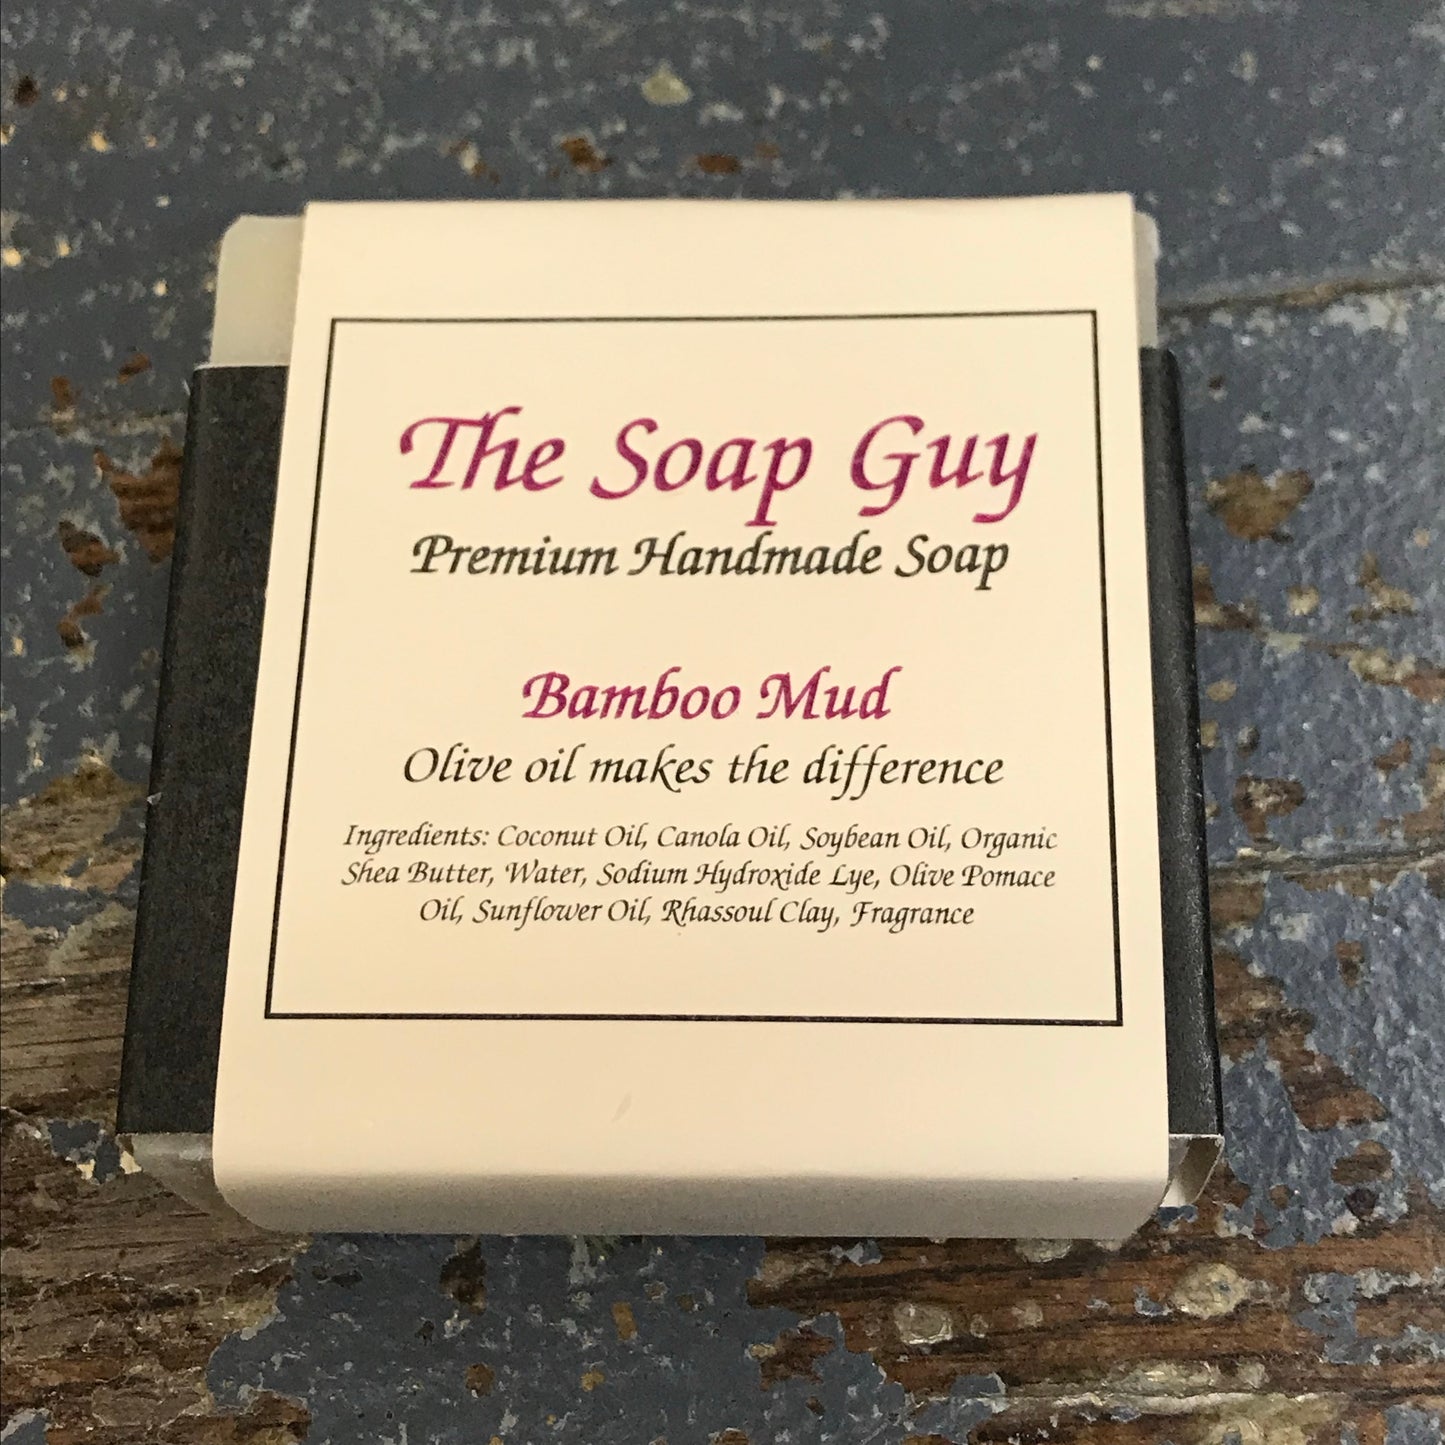 The Soap Guy
Premium Handmade Soap
Bamboo Mud
Olive oil makes the difference
Ingredients: Coconut Oil, Canola Oil, Soybean Oil, Organic
Shea Butter, Water, Sodium Hydroxide Lye, Olive Pomace
Oil, Sunflower Oil, Rhassoul Clay, Fragrance